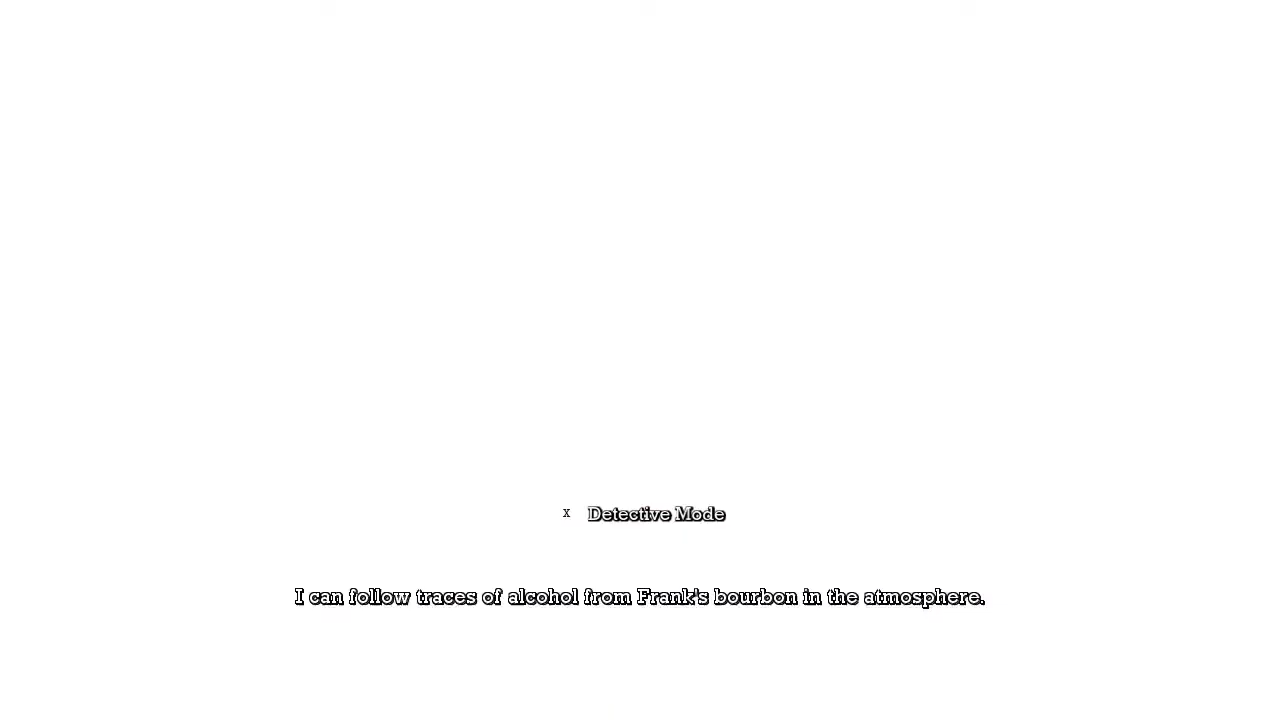 x Detective Mode
I can follow traces of alcohol from Frank's bourbon in the atmosphere.